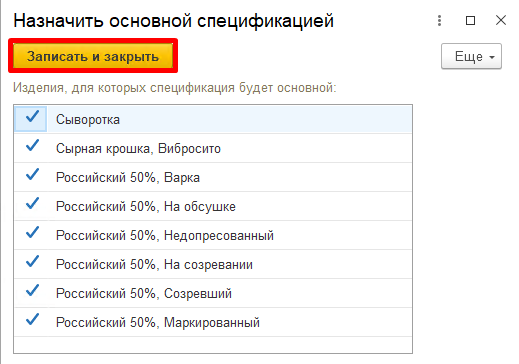 Назначить основной спецификацией
Записать и закрыть
Еще
Изделия, для которых спецификация будет основной:
Сыворотка
Сырная крошка, Вибросито
Российский 50%, Варка
Российский 50%, На обсушке
Российский 50%, Недопресованный
Российский 50%, На созревании
Российский 50%, Созревший
Российский 50%, Маркированный